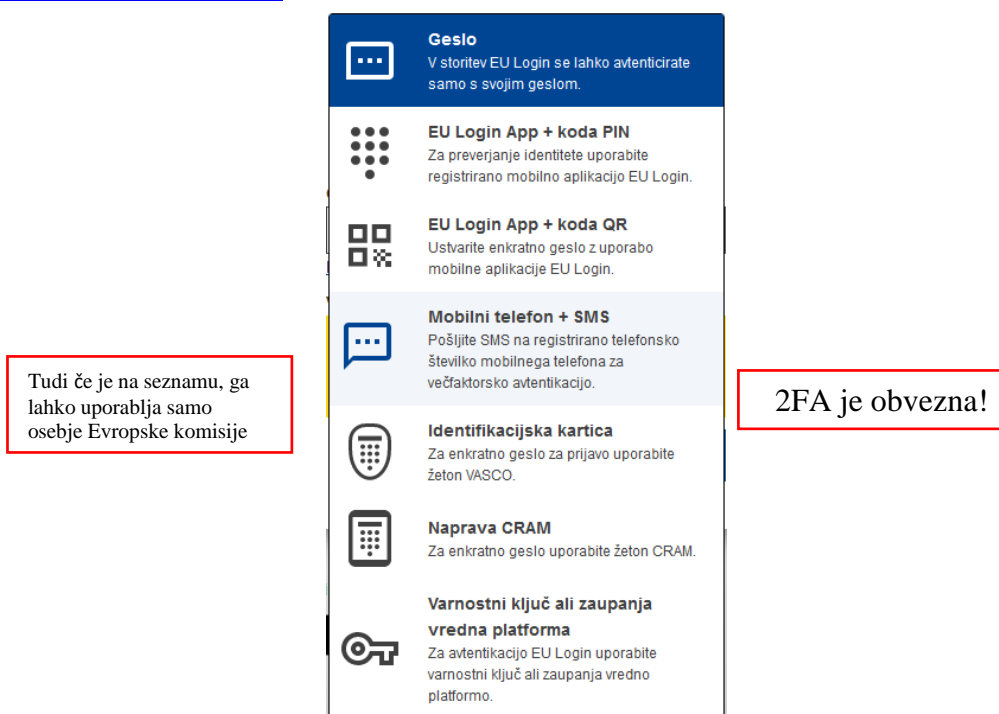 Geslo
V storitev EU Login se lahko avtenticirate
samo s svojim geslom.
EU Login App + koda PIN
Za preverjanje identitete uporabite
registrirano mobilno aplikacijo EU Login.
EU Login App + koda QR
Ustvarite enkratno geslo z uporabo
mobilne aplikacije EU Login.
Mobilni telefon + SMS
Pošljite SMS na registrirano telefonsko
številko mobilnega telefona za
večfaktorsko avtentikacijo.
Tudi če je na seznamu, ga
lahko uporablja samo
osebje Evropske komisije
2FA je obvezna!
Identifikacijska kartica
Za enkratno geslo za prijavo uporabite
žeton VASCO.
Naprava CRAM
Za enkratno geslo uporabite žeton CRAM.
Varnostni ključ ali zaupanja
vredna platforma
Za avtentikacijo EU Login uporabite
varnostni ključ ali zaupanja vredno
platformo.